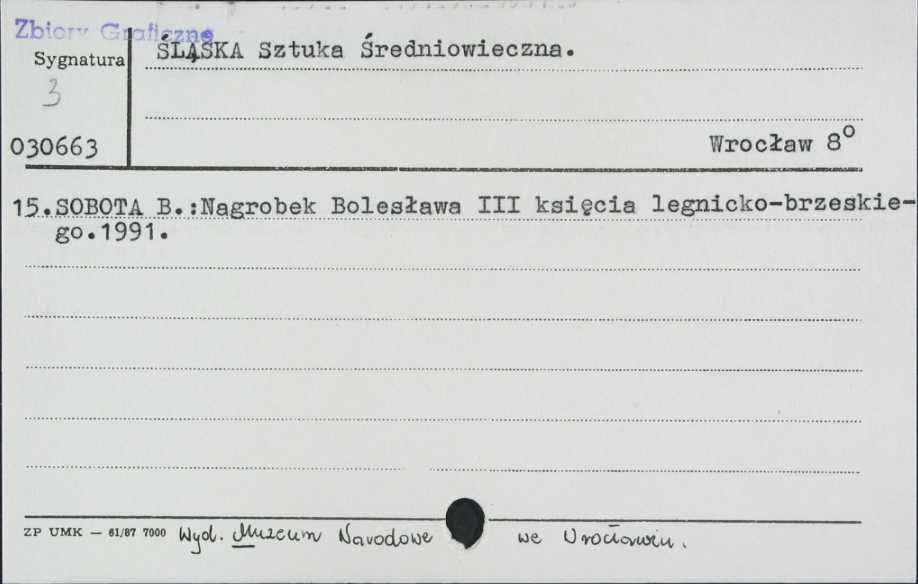 Zbiory Graficzne
Sygnatura
ŚLĄSKA Sztuka Średniowieczna.
3
030663
Wrocław 8°
15.SOBOTA B.:Nagrobek Bolesława III księcia legnicko-brzeskie-
go.1991.
ZP UMK — 61/87 7000 Wyd. Muzeum Narodowe we Wrocławiu.